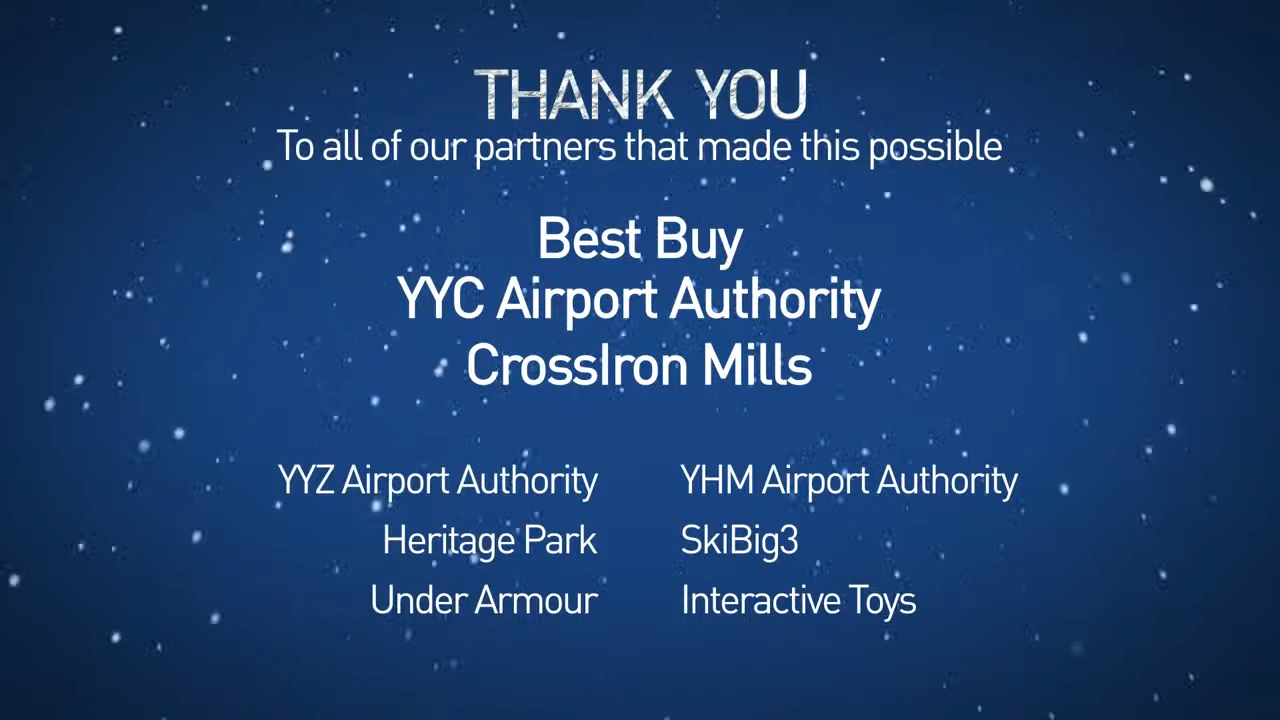 THANK YOU
To all of our partners that made this possible
Best Buy
YYC Airport Authority
CrossIron Mills
YYZ Airport Authority
YHM Airport Authority
Heritage Park
SkiBig3
Under Armour
Interactive Toys